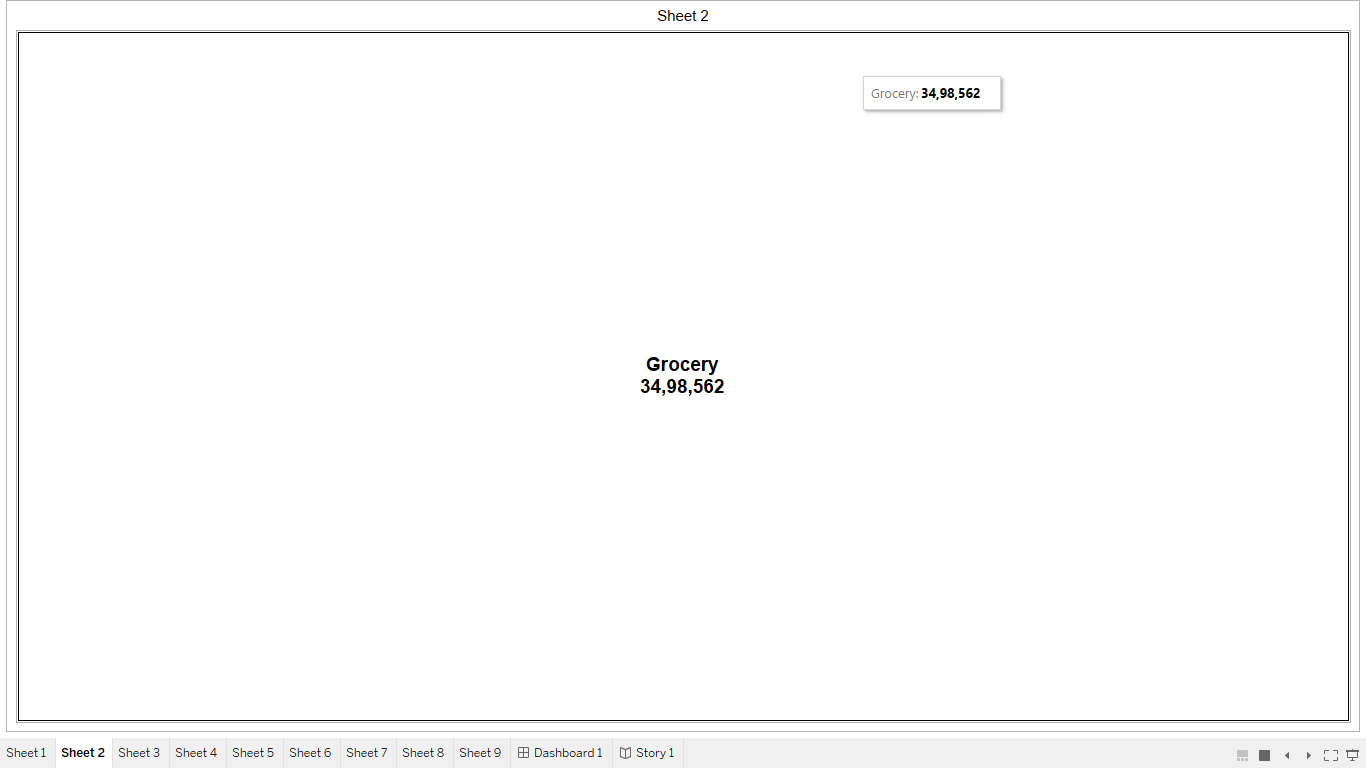 Sheet 2
Grocery: 34,98,562
Grocery
34,98,562
Sheet 1 Sheet 2 Sheet 3 Sheet 4 Sheet 5 Sheet 6 Sheet 7 Sheet 8 Sheet 9 Dashboard 1 Story 1